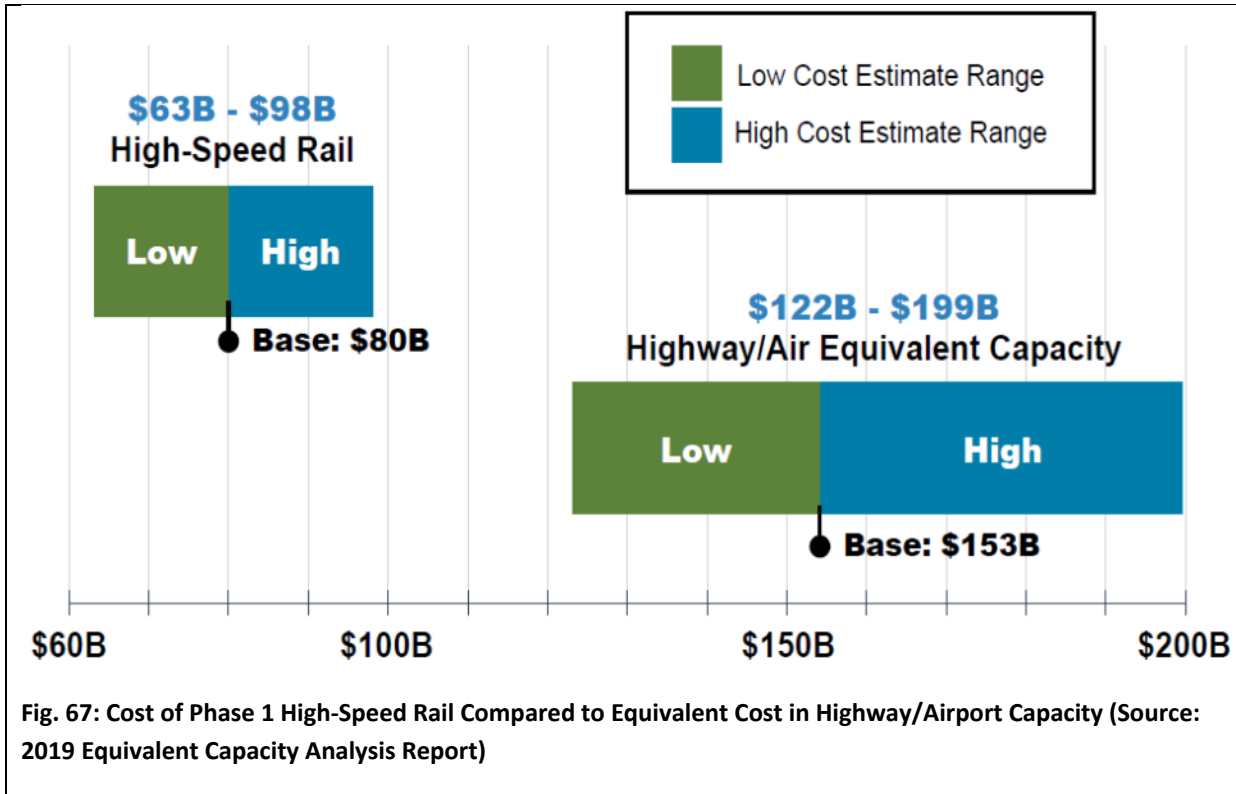 Low Cost Estimate Range
High Cost Estimate Range
$63B - $98B
High-Speed Rail
Low
High
Base: $80B
$122B - $199B
Highway/Air Equivalent Capacity
Low
High
Base: $153B
$60B
$100B
$150B
$200B
Fig. 67: Cost of Phase 1 High-Speed Rail Compared to Equivalent Cost in Highway/Airport Capacity (Source:
2019 Equivalent Capacity Analysis Report)